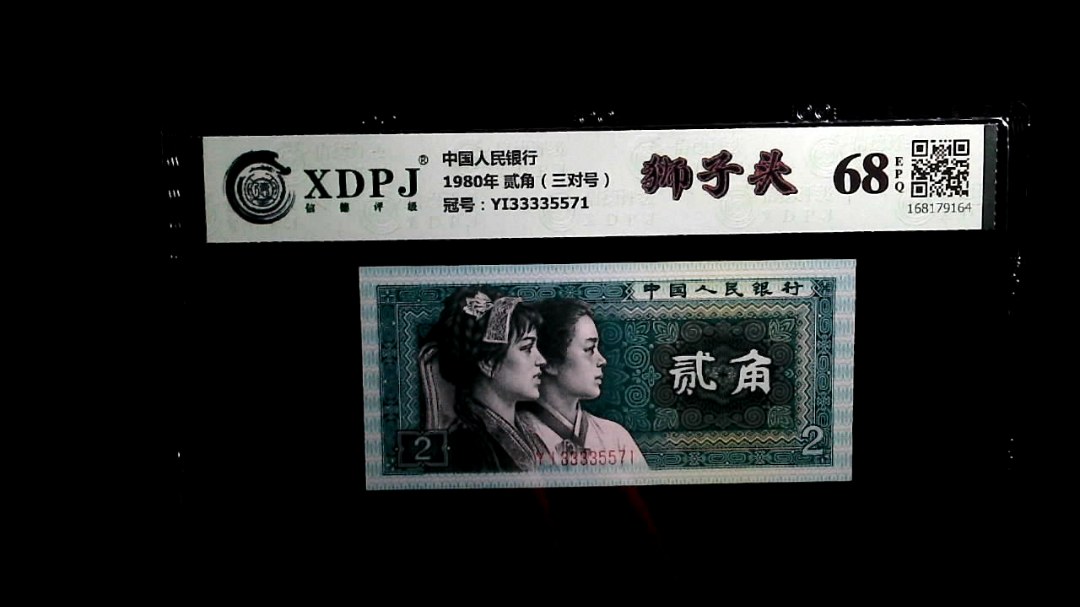 XDPJ®
信德评级
中国人民银行
1980年 贰角（三对号）
冠号：YI33335571
狮子头
68
EPQ
168179164
中国人民银行
贰角
2
2
YI33335571